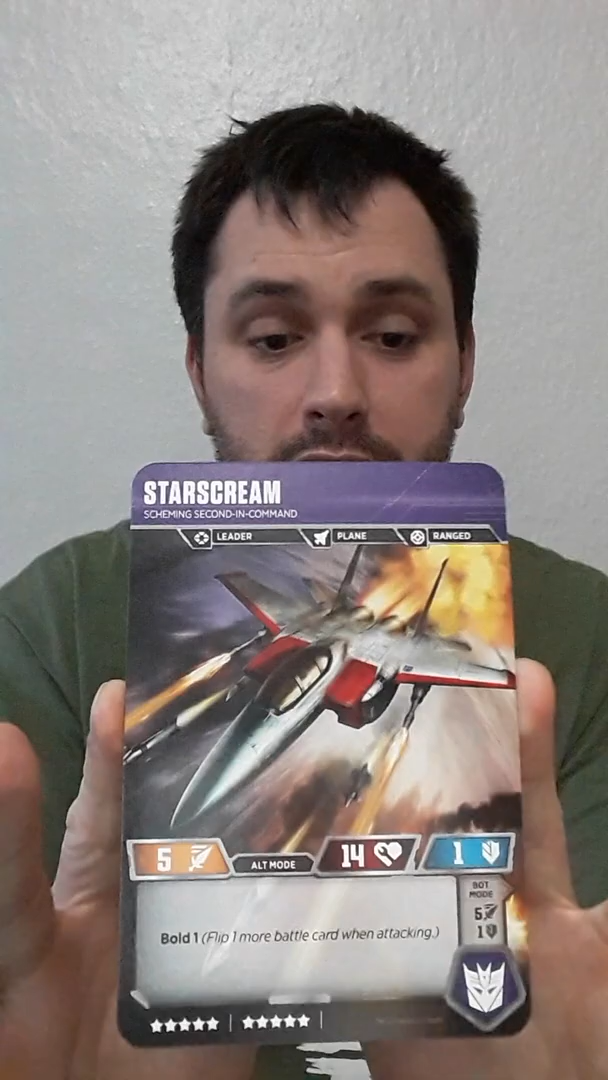 STARSCREAM
SCHEMING SECOND-IN-COMMAND
LEADER PLANE RANGED
5 ALT MODE 14 1
BOT
MODE
Bold 1 (Flip 1 more battle card when attacking.)
1